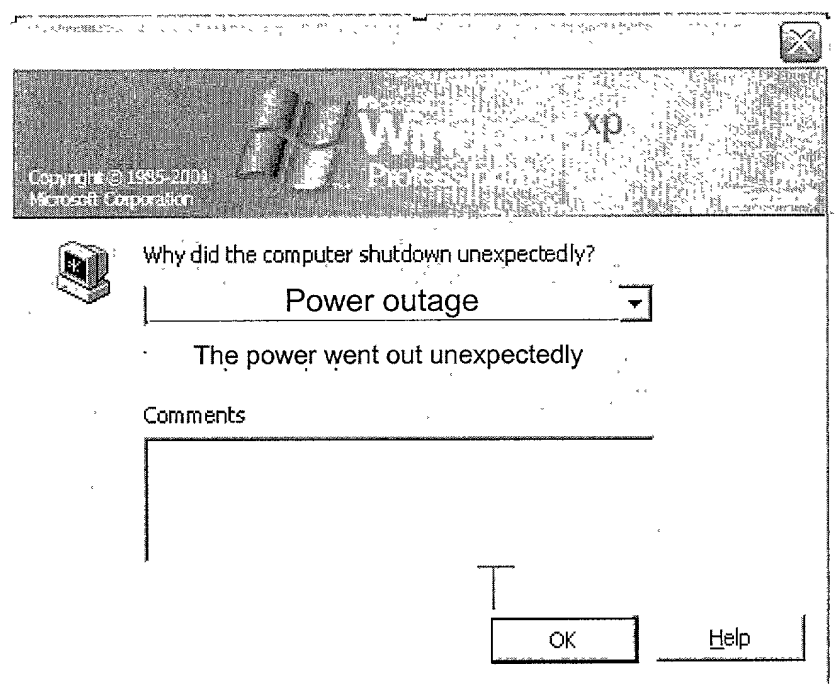 Copyright © 1985-2001
Microsoft Corporation
xp
Why did the computer shutdown unexpectedly?
Power outage
The power went out unexpectedly
Comments
OK
Help